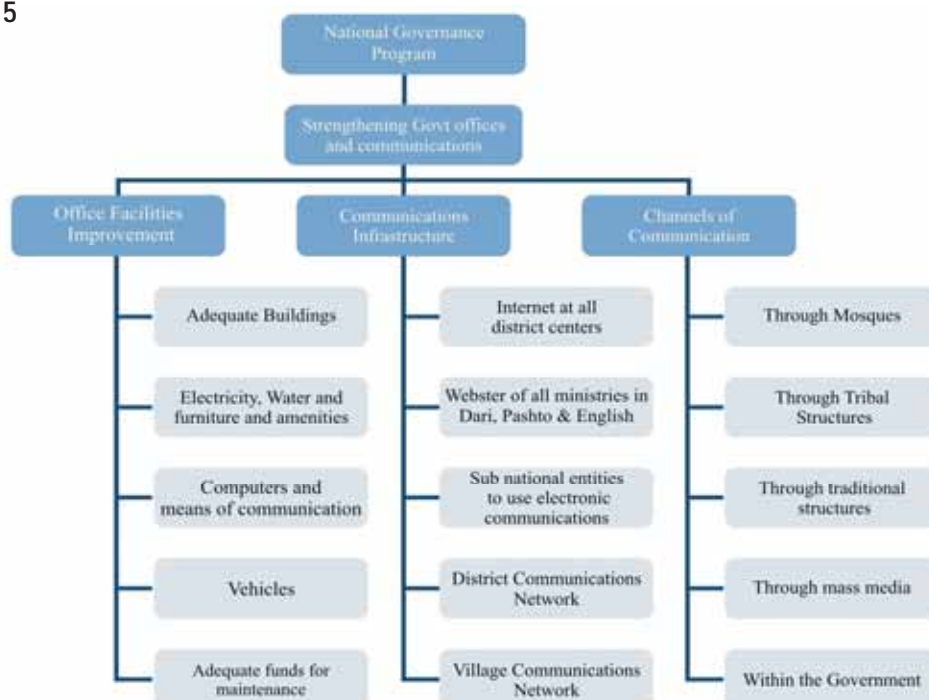 5
National Governance
Program
Strengthening Govt offices
and communications
Office Facilities
Improvement
Communications
Infrastructure
Channels of
Communication
Adequate Buildings
Electricity, Water and
furniture and amenities
Computers and
means of communication
Vehicles
Adequate funds for
maintenance
Internet at all
district centers
Webster of all ministries in
Dari, Pashto & English
Sub national entities
to use electronic
communications
District Communications
Network
Village Communications
Network
Through Mosques
Through Tribal
Structures
Through traditional
structures
Through mass media
Within the Government